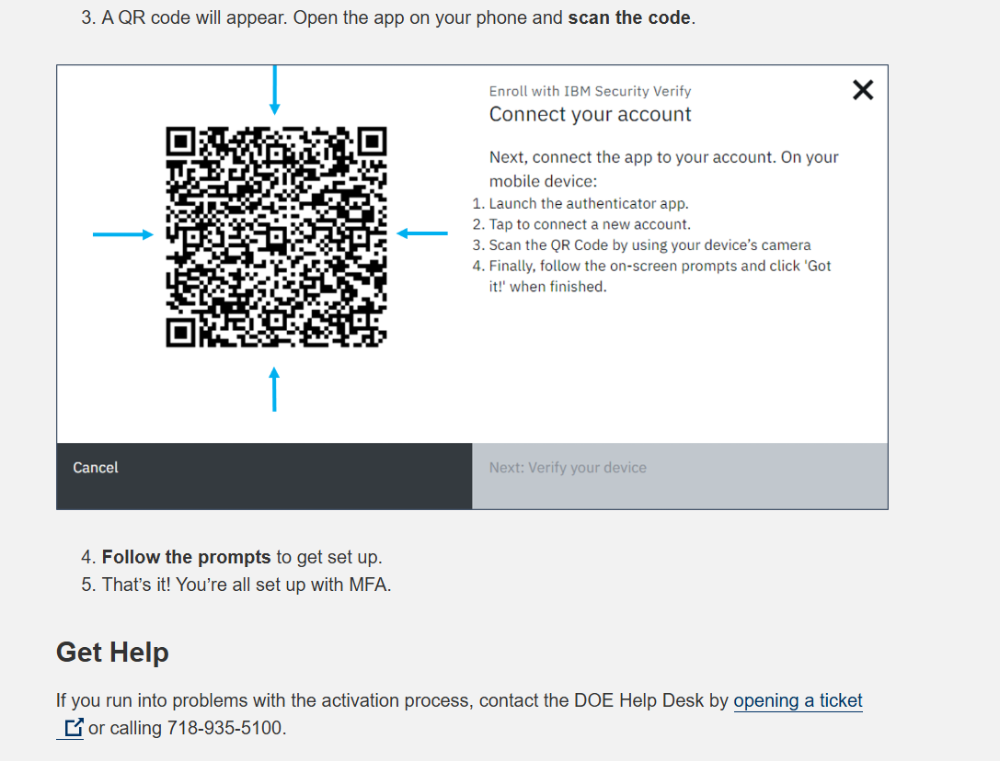 3. A QR code will appear. Open the app on your phone and scan the code.
Enroll with IBM Security Verify
Connect your account
Next, connect the app to your account. On your
mobile device:
1. Launch the authenticator app.
2. Tap to connect a new account.
3. Scan the QR Code by using your device’s camera
4. Finally, follow the on-screen prompts and click 'Got
it!' when finished.
Cancel
Next: Verify your device
4. Follow the prompts to get set up.
5. That’s it! You’re all set up with MFA.
Get Help
If you run into problems with the activation process, contact the DOE Help Desk by opening a ticket
or calling 718-935-5100.